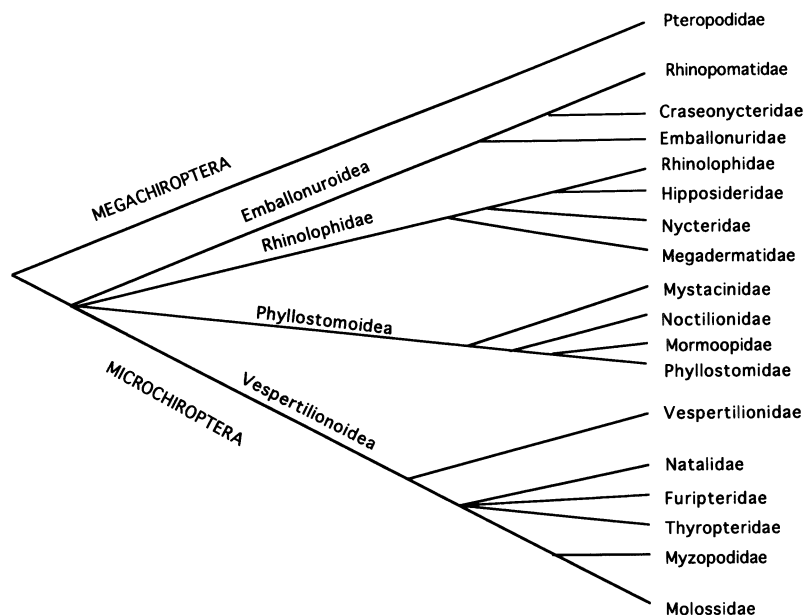 Pteropodidae
Rhinopomatidae
Craseonycteridae
Emballonuridae
MEGACHIROPTERA
Emballonuroidea
Rhinolophidae
Rhinolophidae
Hipposideridae
Nycteridae
Megadermatidae
Mystacinidae
Phyllostomoidea
Noctilionidae
Mormoopidae
Phyllostomidae
MICROCHIROPTERA
Vespertilionoidea
Vespertilionidae
Natalidae
Furipteridae
Thyropteridae
Myzopodidae
Molossidae